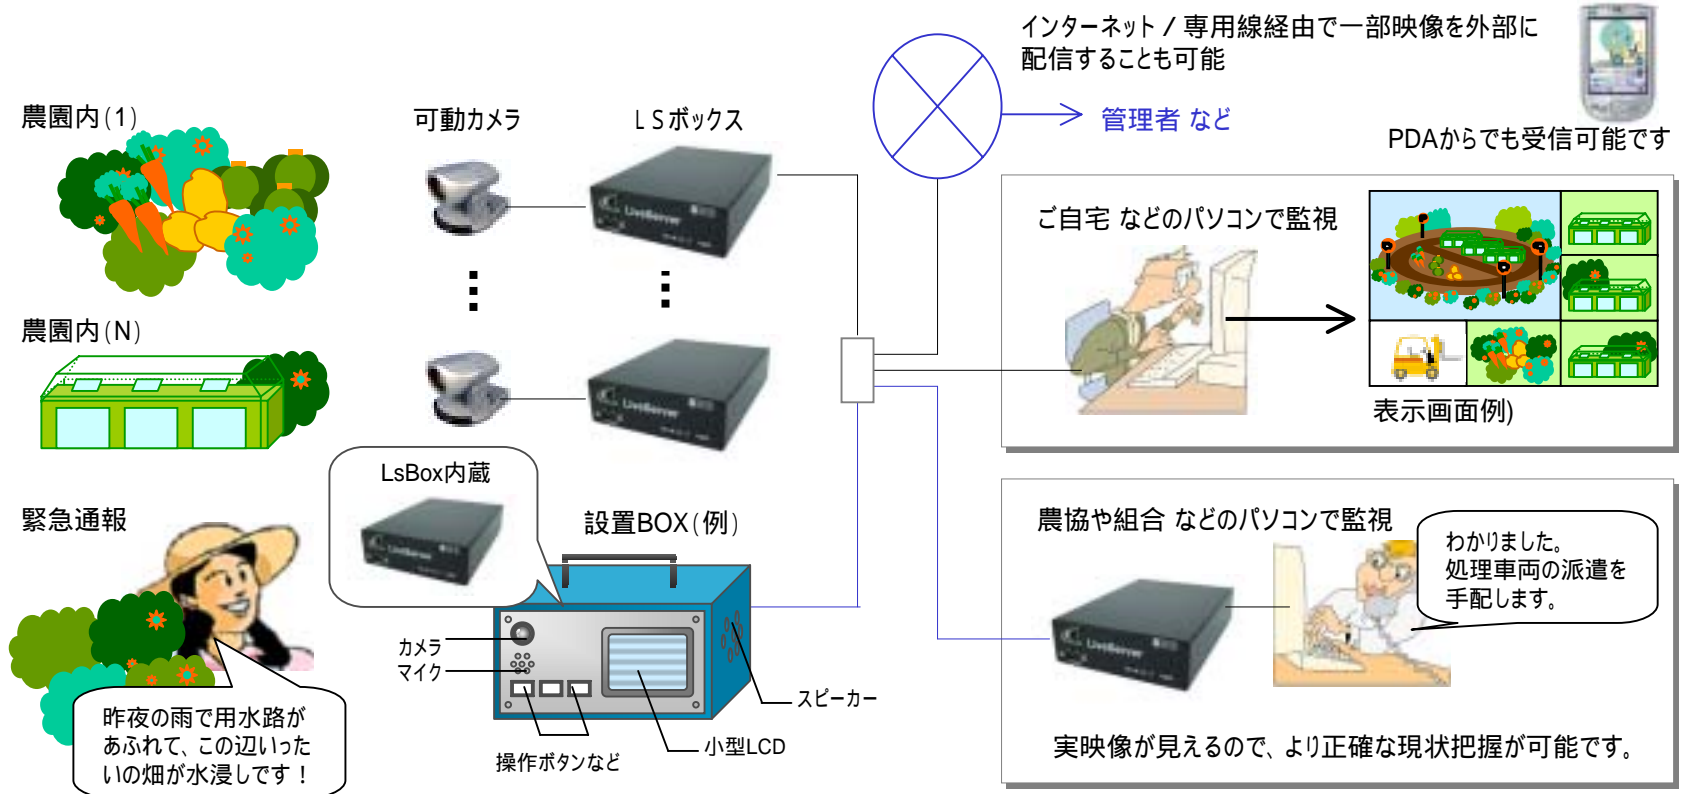 インターネット / 専用線経由で一部映像を外部に
配信することも可能
管理者 など
PDAからでも受信可能です
農園内(1)
可動カメラ
LSボックス
LiveServer
ご自宅 などのパソコンで監視
表示画面例)
農園内(N)
LiveServer
LsBox内蔵
緊急通報
設置BOX(例)
カメラ
マイク
スピーカー
小型LCD
操作ボタンなど
昨夜の雨で用水路が
あふれて、この辺いった
いの畑が水浸しです!
農協や組合 などのパソコンで監視
わかりました。
処理車両の派遣を
手配します。
LiveServer
実映像が見えるので、より正確な現状把握が可能です。